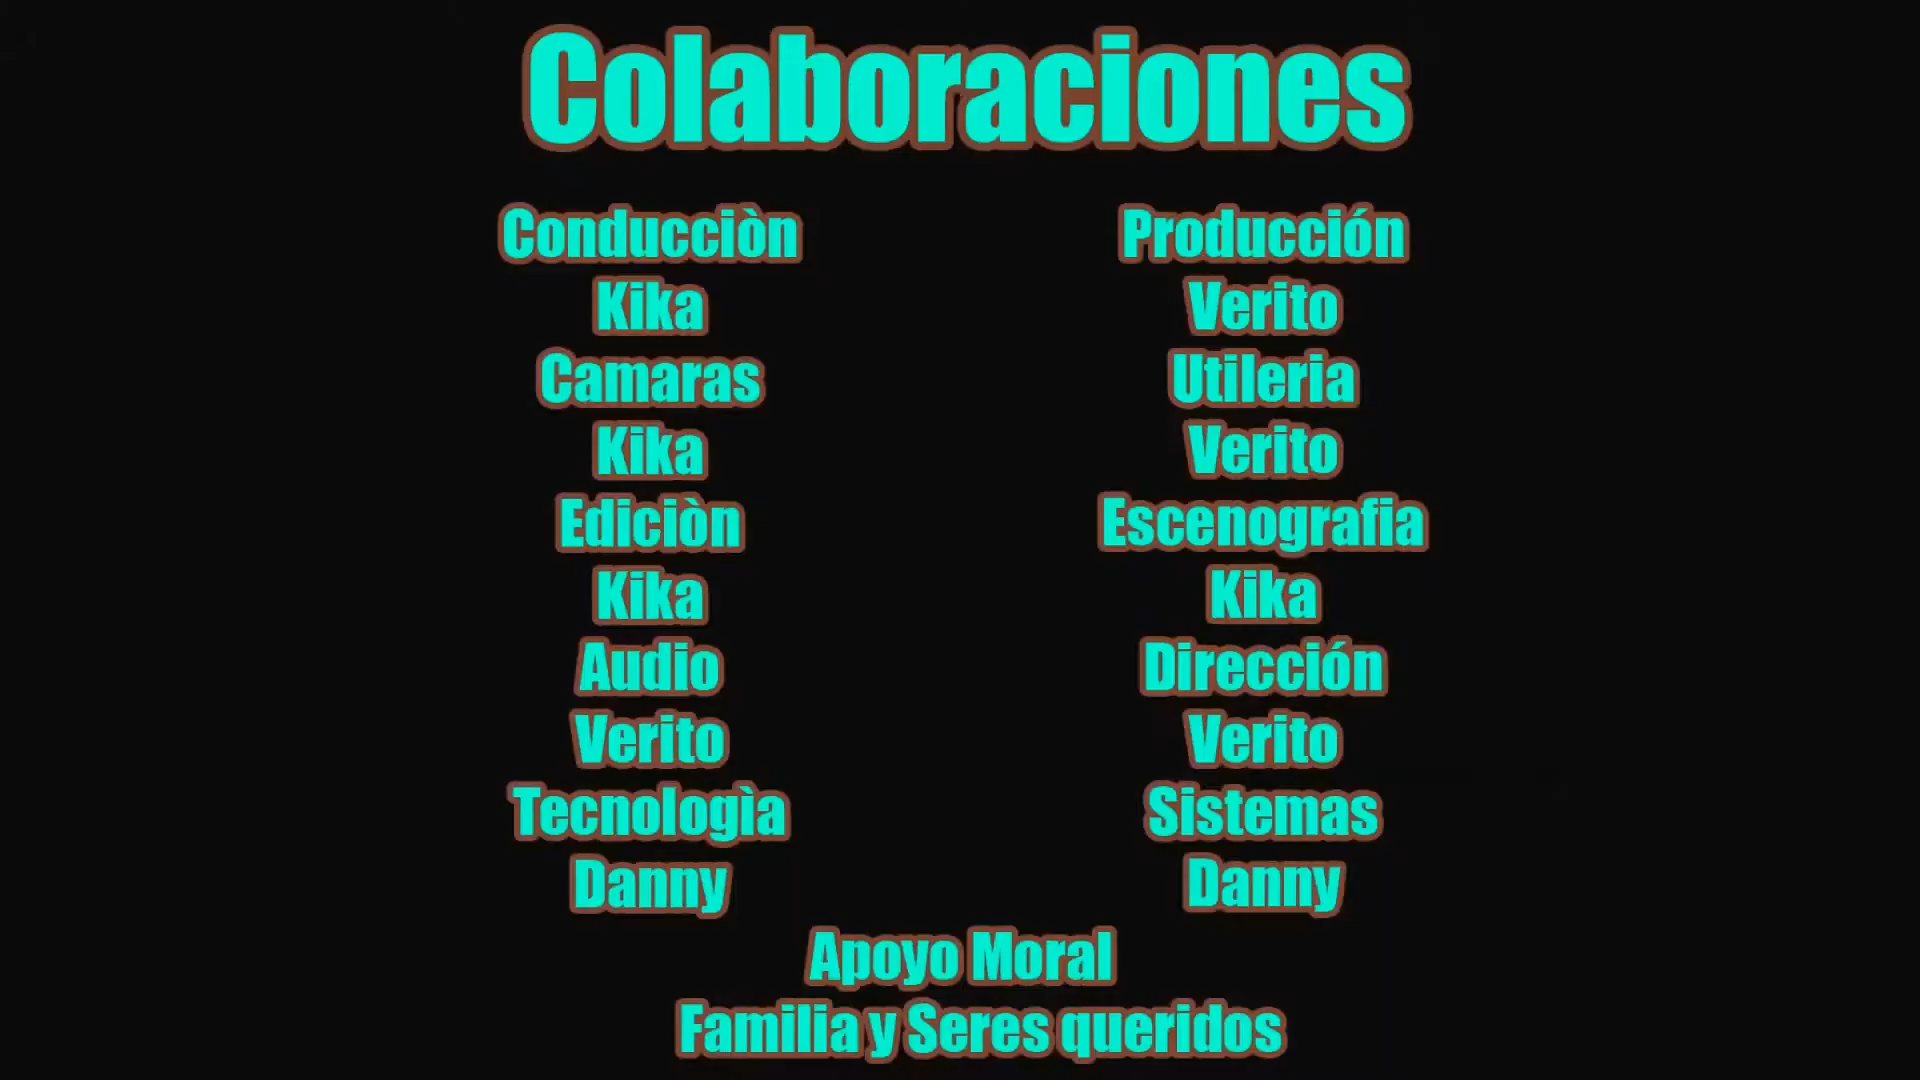 Colaboraciones
Conducciòn
Kika
Camaras
Kika
Ediciòn
Kika
Audio
Verito
Tecnologìa
Danny
Producción
Verito
Utileria
Verito
Escenografia
Kika
Dirección
Verito
Sistemas
Danny
Apoyo Moral
Familia y Seres queridos